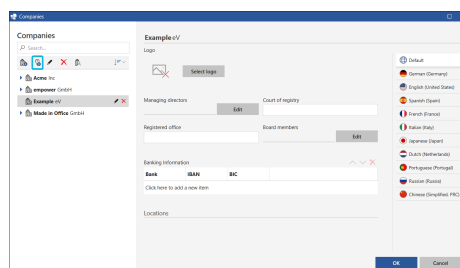 Companies
Companies
Search...
Acme Inc
empower GmbH
Example eV
Made in Office GmbH
Example eV
Logo
Select logo
Managing directors
Edit
Court of registry
Registered office
Board members
Edit
Banking Information
Bank IBAN BIC
Click here to add a new item
Locations
Default
German (Germany)
English (United States)
Spanish (Spain)
French (France)
Italian (Italy)
Japanese (Japan)
Dutch (Netherlands)
Portuguese (Portugal)
Russian (Russia)
Chinese (Simplified, PRC)
OK
Cancel